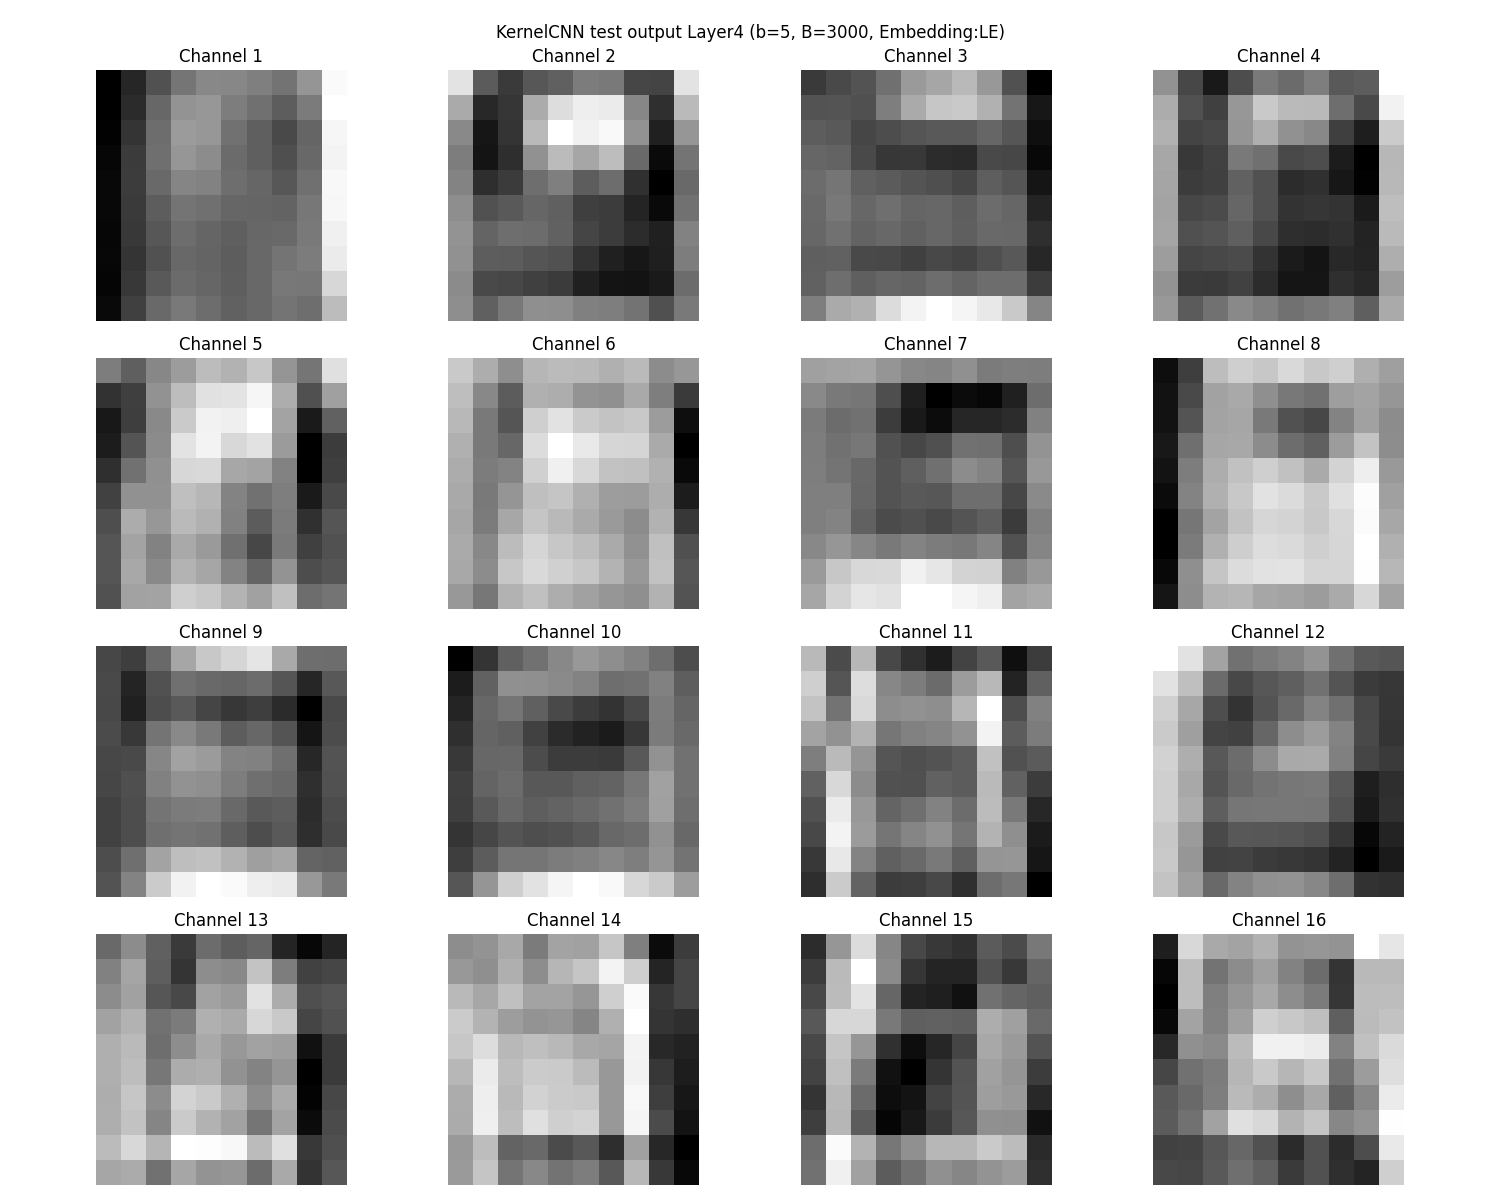 KernelCNN test output Layer4 (b=5, B=3000, Embedding:LE)
Channel 1
Channel 2
Channel 3
Channel 4
Channel 5
Channel 6
Channel 7
Channel 8
Channel 9
Channel 10
Channel 11
Channel 12
Channel 13
Channel 14
Channel 15
Channel 16